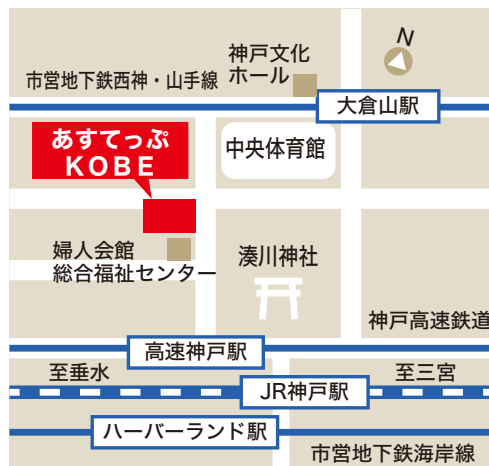 N
神戸文化
ホール
市営地下鉄西神・山手線
大倉山駅
あすてっぷ
KOBE
中央体育館
婦人会館
総合福祉センター
湊川神社
神戸高速鉄道
高速神戸駅
至垂水
至三宮
JR神戸駅
ハーバーランド駅
市営地下鉄海岸線